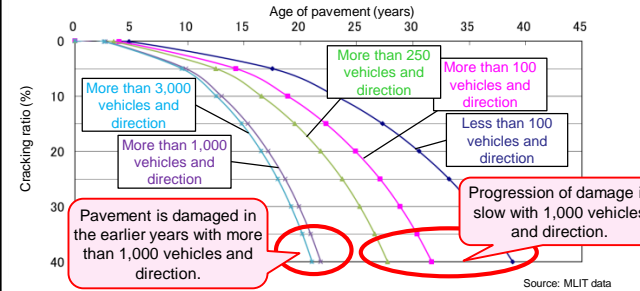 Age of pavement (years)
0 5 10 15 20 25 30 35 40 45
Cracking ratio (%)
0
10
20
30
40
More than 250
vehicles and
direction
More than 100
vehicles and
direction
More than 3,000
vehicles and
direction
Less than 100
vehicles and
direction
More than 1,000
vehicles and
direction
Pavement is damaged in
the earlier years with more
than 1,000 vehicles and
direction.
Progression of damage i
slow with 1,000 vehicles
and direction.
Source: MLIT data